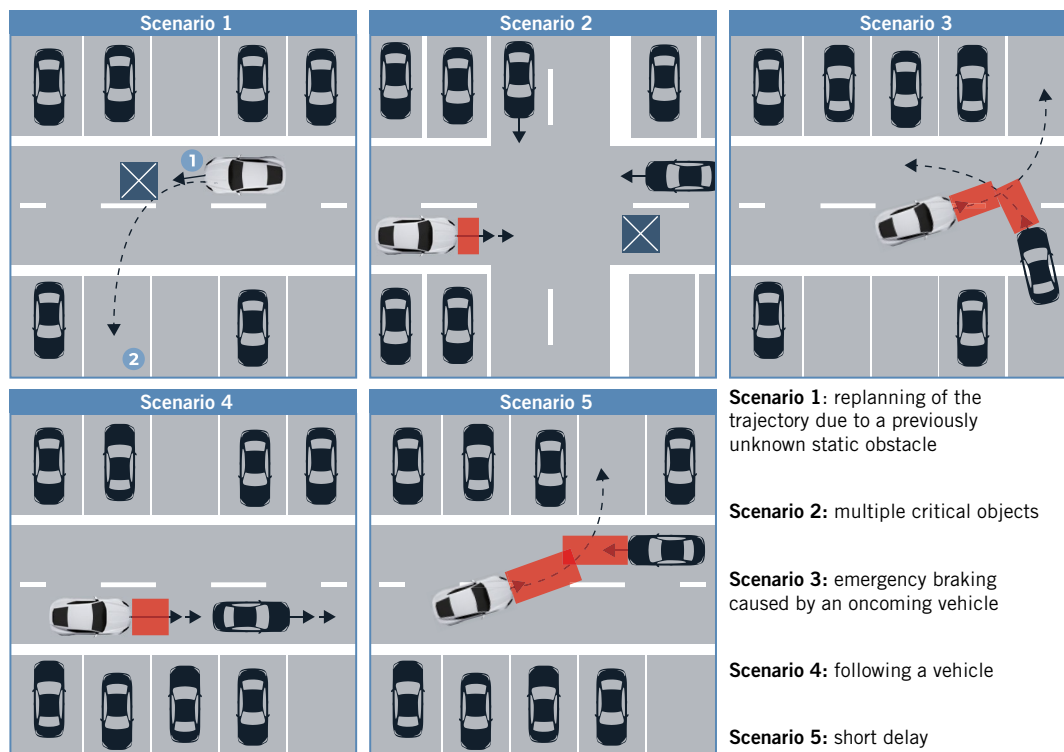 Scenario 1
Scenario 2
Scenario 3
1
2
Scenario 4
Scenario 5
Scenario 1: replanning of the
trajectory due to a previously
unknown static obstacle
Scenario 2: multiple critical objects
Scenario 3: emergency braking
caused by an oncoming vehicle
Scenario 4: following a vehicle
Scenario 5: short delay